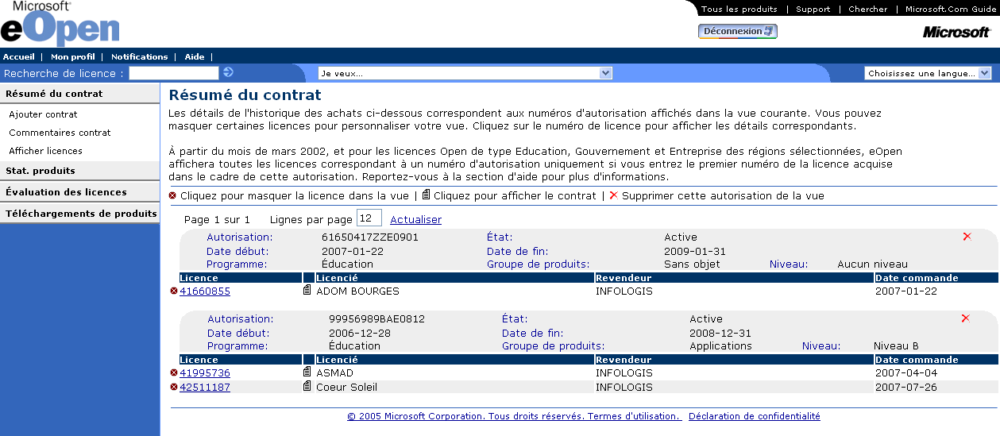 Microsoft®
eOpen
Tous les produits | Support | Chercher | Microsoft.Com Guide
Déconnexion
Microsoft
Accueil | Mon profil | Notifications | Aide |
Recherche de licence : Je veux... Choisissez une langue...
Résumé du contrat
Ajouter contrat
Commentaires contrat
Afficher licences
Stat. produits
Évaluation des licences
Téléchargements de produits
Résumé du contrat
Les détails de l'historique des achats ci-dessous correspondent aux numéros d'autorisation affichés dans la vue courante. Vous pouvez
masquer certaines licences pour personnaliser votre vue. Cliquez sur le numéro de licence pour afficher les détails correspondants.
À partir du mois de mars 2002, et pour les licences Open de type Education, Gouvernement et Entreprise des régions sélectionnées, eOpen
affichera toutes les licences correspondant à un numéro d'autorisation uniquement si vous entrez le premier numéro de la licence acquise
dans le cadre de cette autorisation. Reportez-vous à la section d'aide pour plus d'informations.
Cliquez pour masquer la licence dans la vue | Cliquez pour afficher le contrat | Supprimer cette autorisation de la vue
Page 1 sur 1 Lignes par page 12 Actualiser
Autorisation: 61650417ZZE0901 État: Active
Date début: 2007-01-22 Date de fin: 2009-01-31
Programme: Éducation Groupe de produits: Sans objet Niveau: Aucun niveau
Licence Licencié Revendeur Date commande
41660855 ADOM BOURGES INFOLOGIS 2007-01-22
Autorisation: 99956989BAE0812 État: Active
Date début: 2006-12-28 Date de fin: 2008-12-31
Programme: Éducation Groupe de produits: Applications Niveau: Niveau B
Licence Licencié Revendeur Date commande
41995736 ASMAD INFOLOGIS 2007-04-04
42511187 Coeur Soleil INFOLOGIS 2007-07-26
© 2005 Microsoft Corporation. Tous droits réservés. Termes d'utilisation. Déclaration de confidentialité